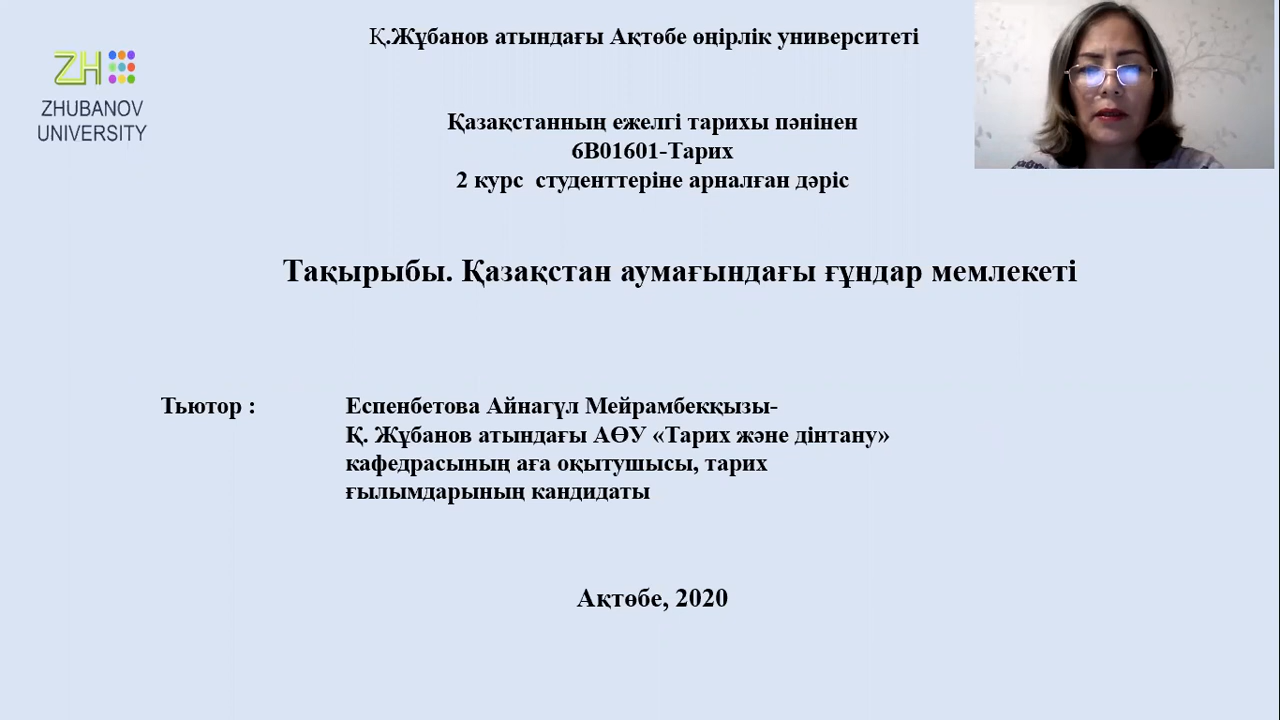 Қ.Жұбанов атындағы Ақтөбе өңірлік университеті
ZHUBANOV
UNIVERSITY
Қазақстанның ежелгі тарихы пәнінен
6В01601-Тарих
2 курс  студенттеріне арналған дәріс
Тақырыбы. Қазақстан аумағындағы ғұндар мемлекеті
Тьютор :
Еспенбетова Айнагүл Мейрамбекқызы-
Қ. Жұбанов атындағы АӨУ «Тарих және дінтану»
кафедрасының аға оқытушысы, тарих
ғылымдарының кандидаты
Ақтөбе, 2020